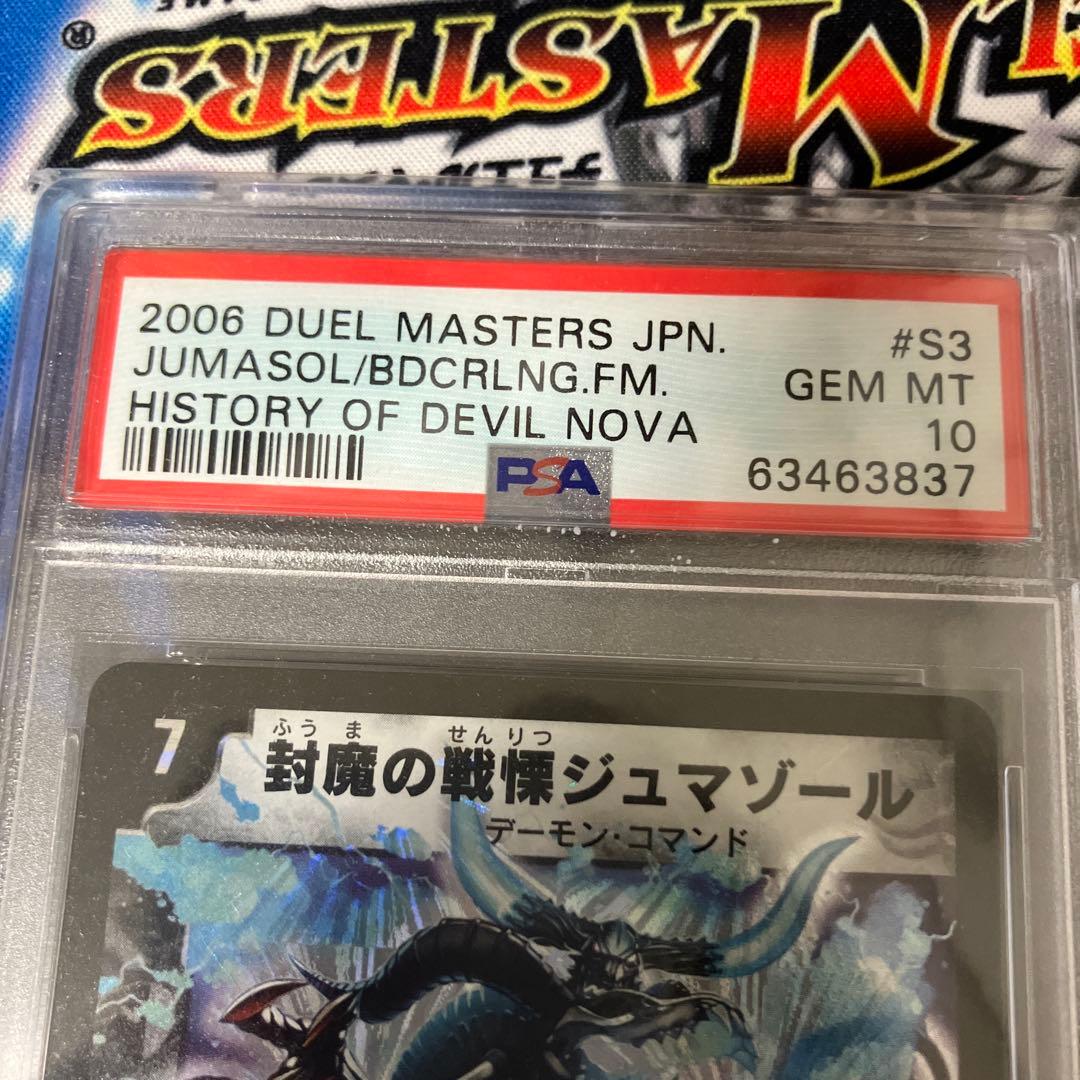 MASTERS
®
2006 DUEL MASTERS JPN.
#S3
JUMASOL/BDCRLNG.FM.
GEM MT
HISTORY OF DEVIL NOVA
10
PSA
63463837
7
ふうま せんりつ
封魔の戦慄ジュマゾール
デーモン・コマンド